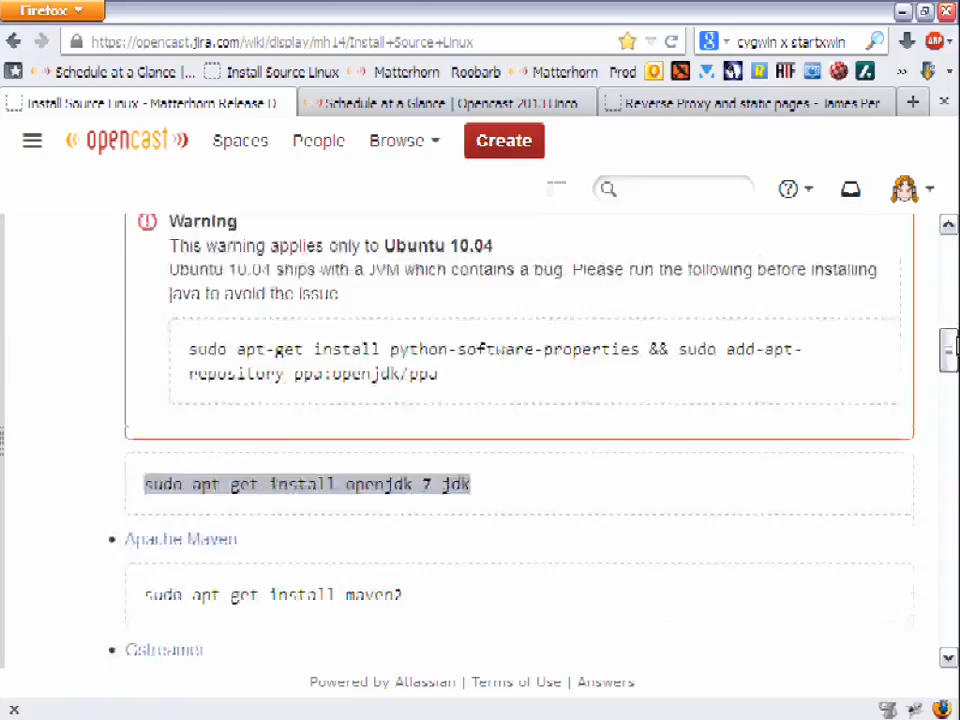 Firefox
https://opencast.jira.com/wiki/display/mh14/Install+Source+Linux
cygwin x startxwin
ABP
Schedule at a Glance |... Install Source Linux Matterhorn Roobarb Matterhorn Prod »
Install Source Linux - Matterhorn Release D Schedule at a Glance | Opencast 2013 Unco Reverse Proxy and static pages - James Per
opencast Spaces People Browse Create
Warning
This warning applies only to Ubuntu 10.04
Ubuntu 10.04 ships with a JVM which contains a bug. Please run the following before installing
java to avoid the issue
sudo apt-get install python-software-properties && sudo add-apt-
repository ppa:openjdk/ppa
sudo apt get install openjdk 7 jdk
Apache Maven
sudo apt get install maven2
Gstreamer
Powered by Atlassian | Terms of Use | Answers